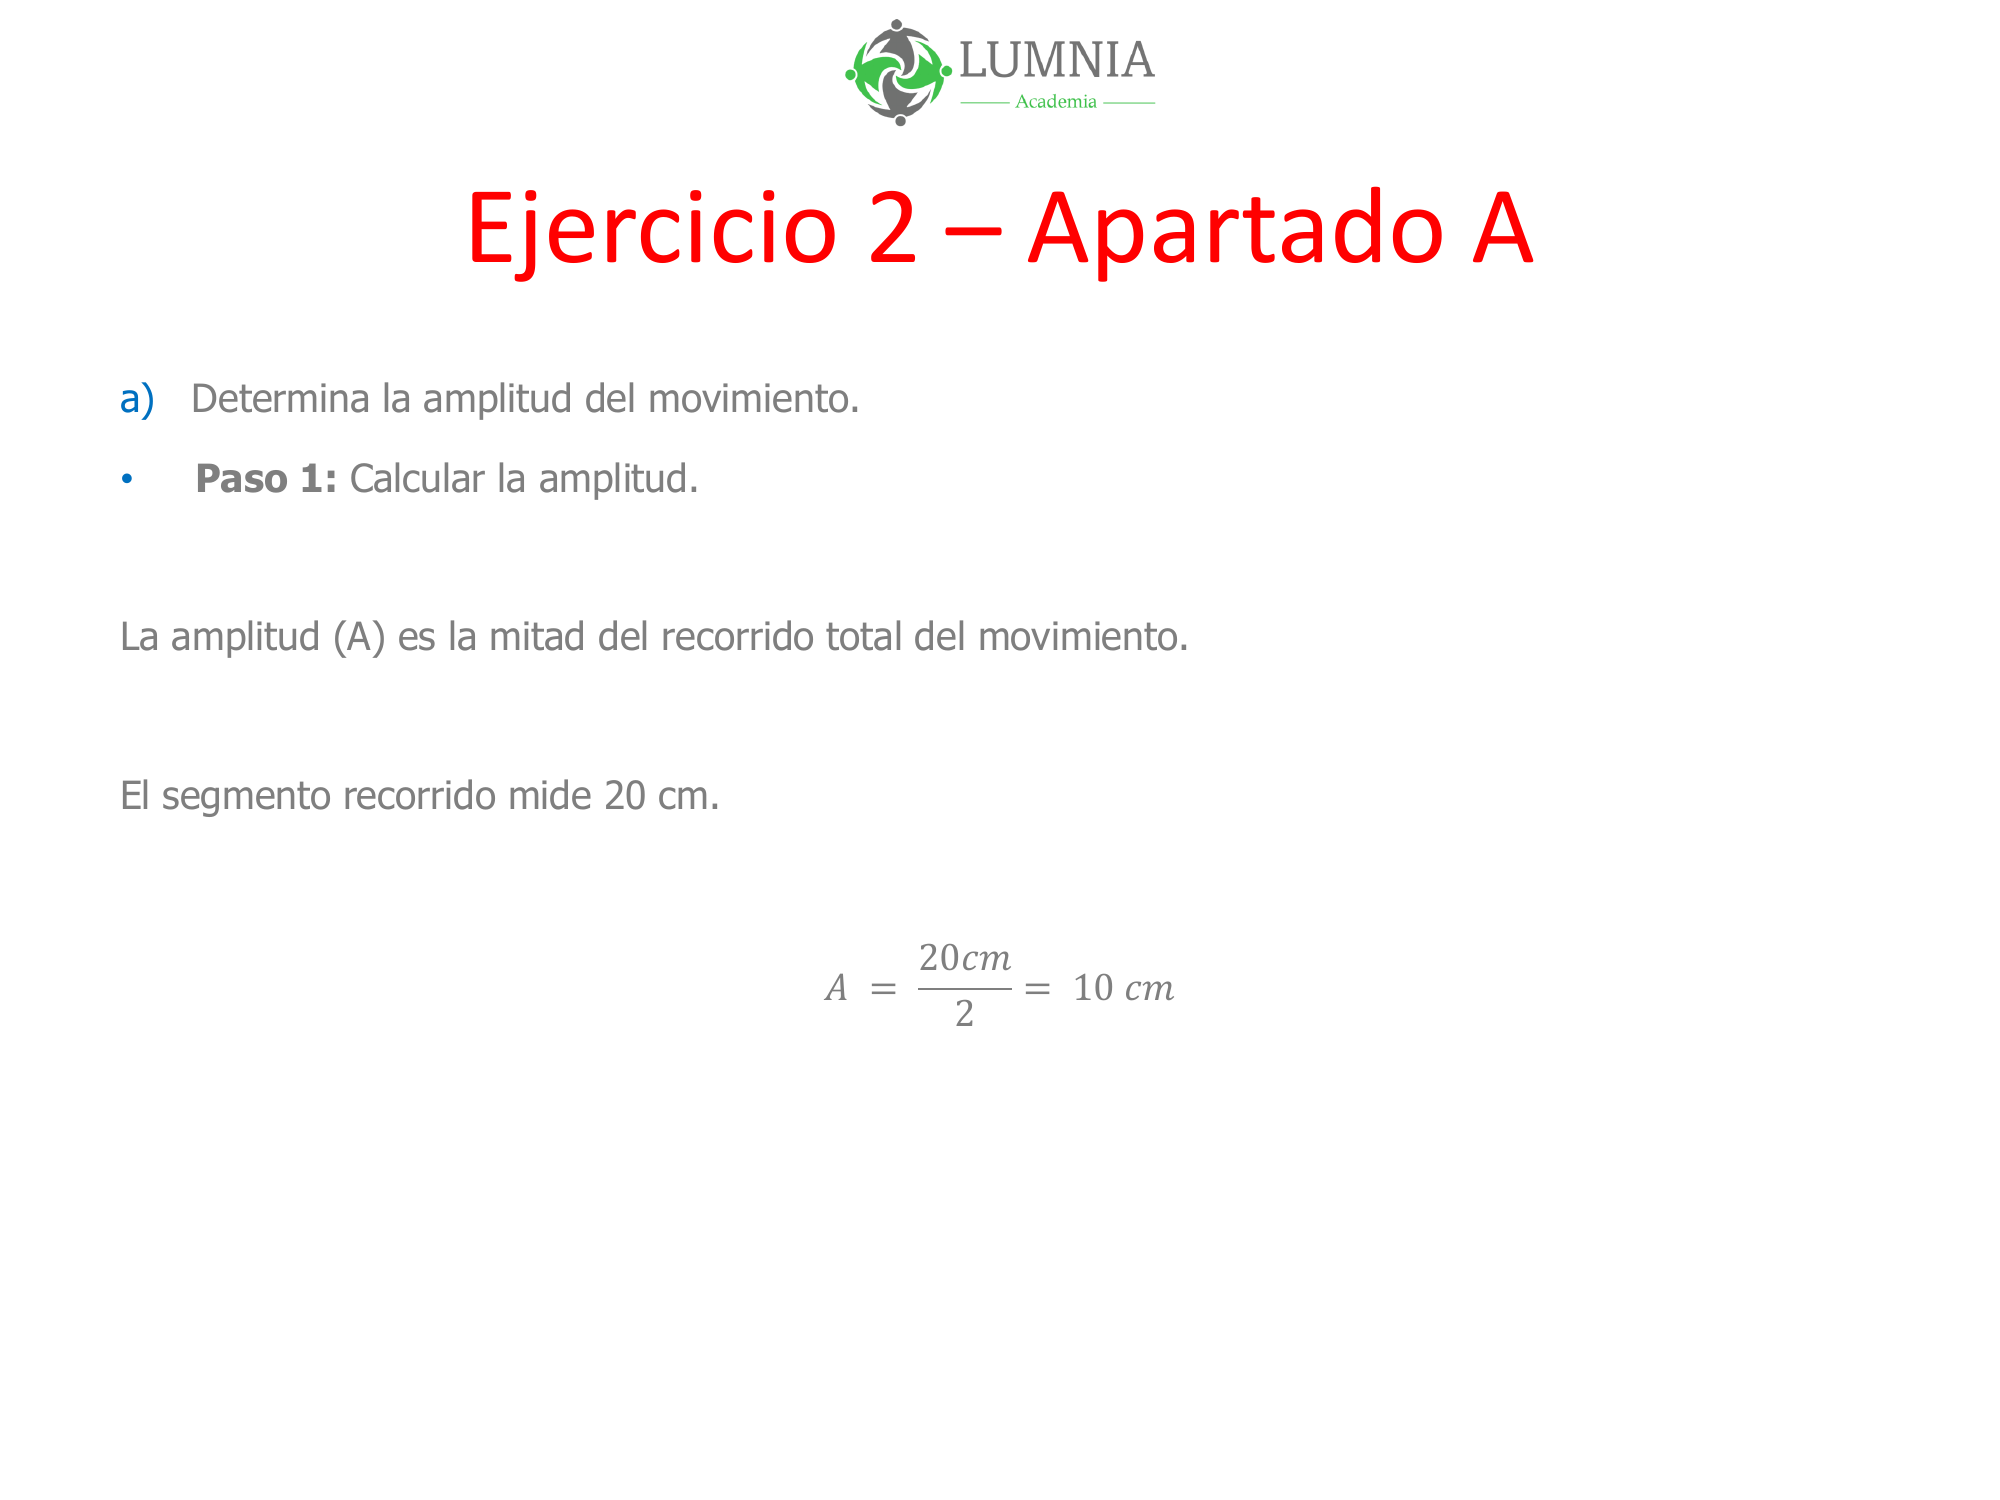 LUMNIA
Academia
Ejercicio 2 – Apartado A
a) Determina la amplitud del movimiento.
• Paso 1: Calcular la amplitud.
La amplitud (A) es la mitad del recorrido total del movimiento.
El segmento recorrido mide 20 cm.
A = 20cm/2 = 10 cm